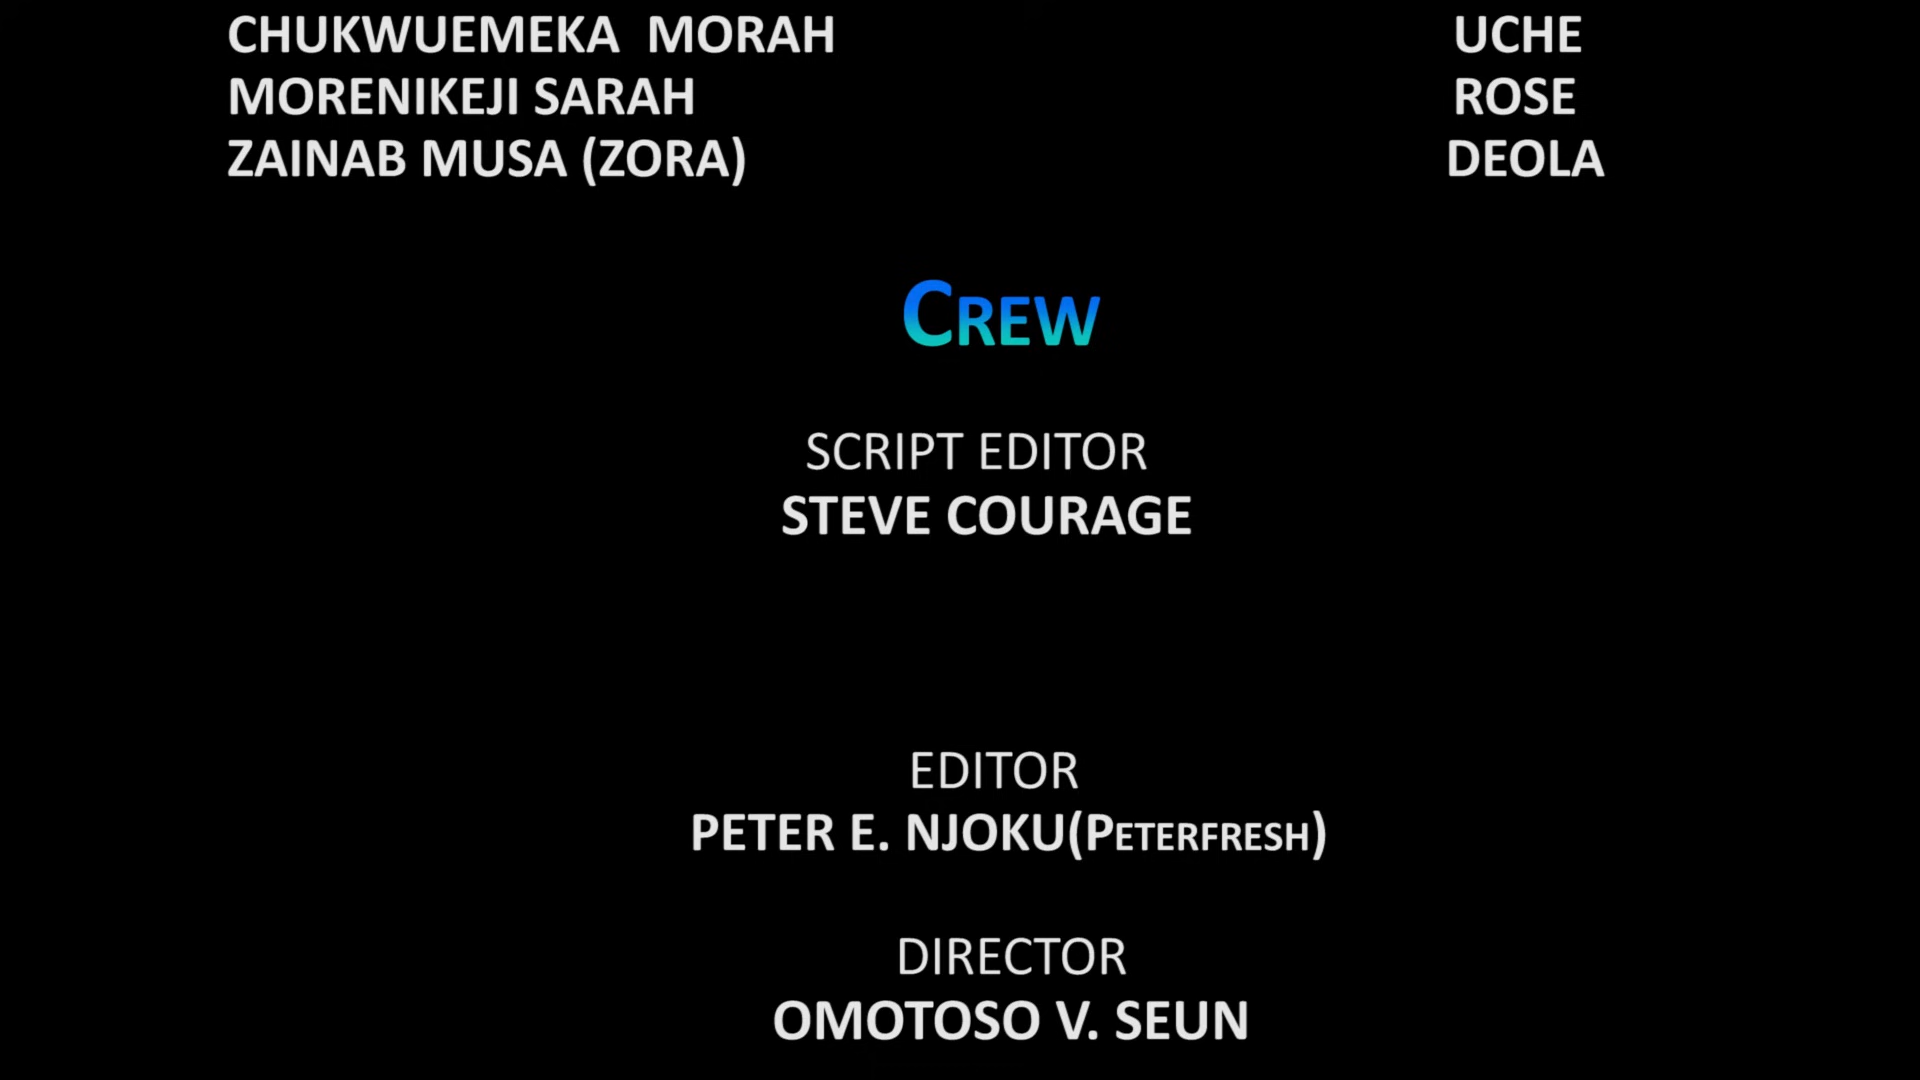 CHUKWUEMEKA MORAH UCHE
MORENIKEJI SARAH ROSE
ZAINAB MUSA (ZORA) DEOLA
CREW
SCRIPT EDITOR
STEVE COURAGE
EDITOR
PETER E. NJOKU(PETERFRESH)
DIRECTOR
OMOTOSO V. SEUN